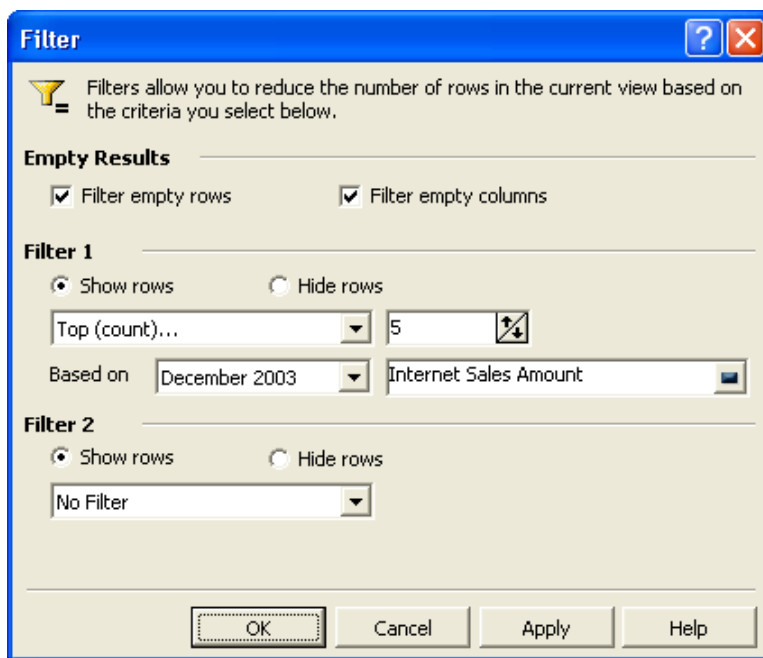 Filter
Filters allow you to reduce the number of rows in the current view based on
the criteria you select below.
Empty Results
Filter empty rows Filter empty columns
Filter 1
Show rows Hide rows
Top (count)... 5
Based on December 2003 Internet Sales Amount
Filter 2
Show rows Hide rows
No Filter
OK Cancel Apply Help